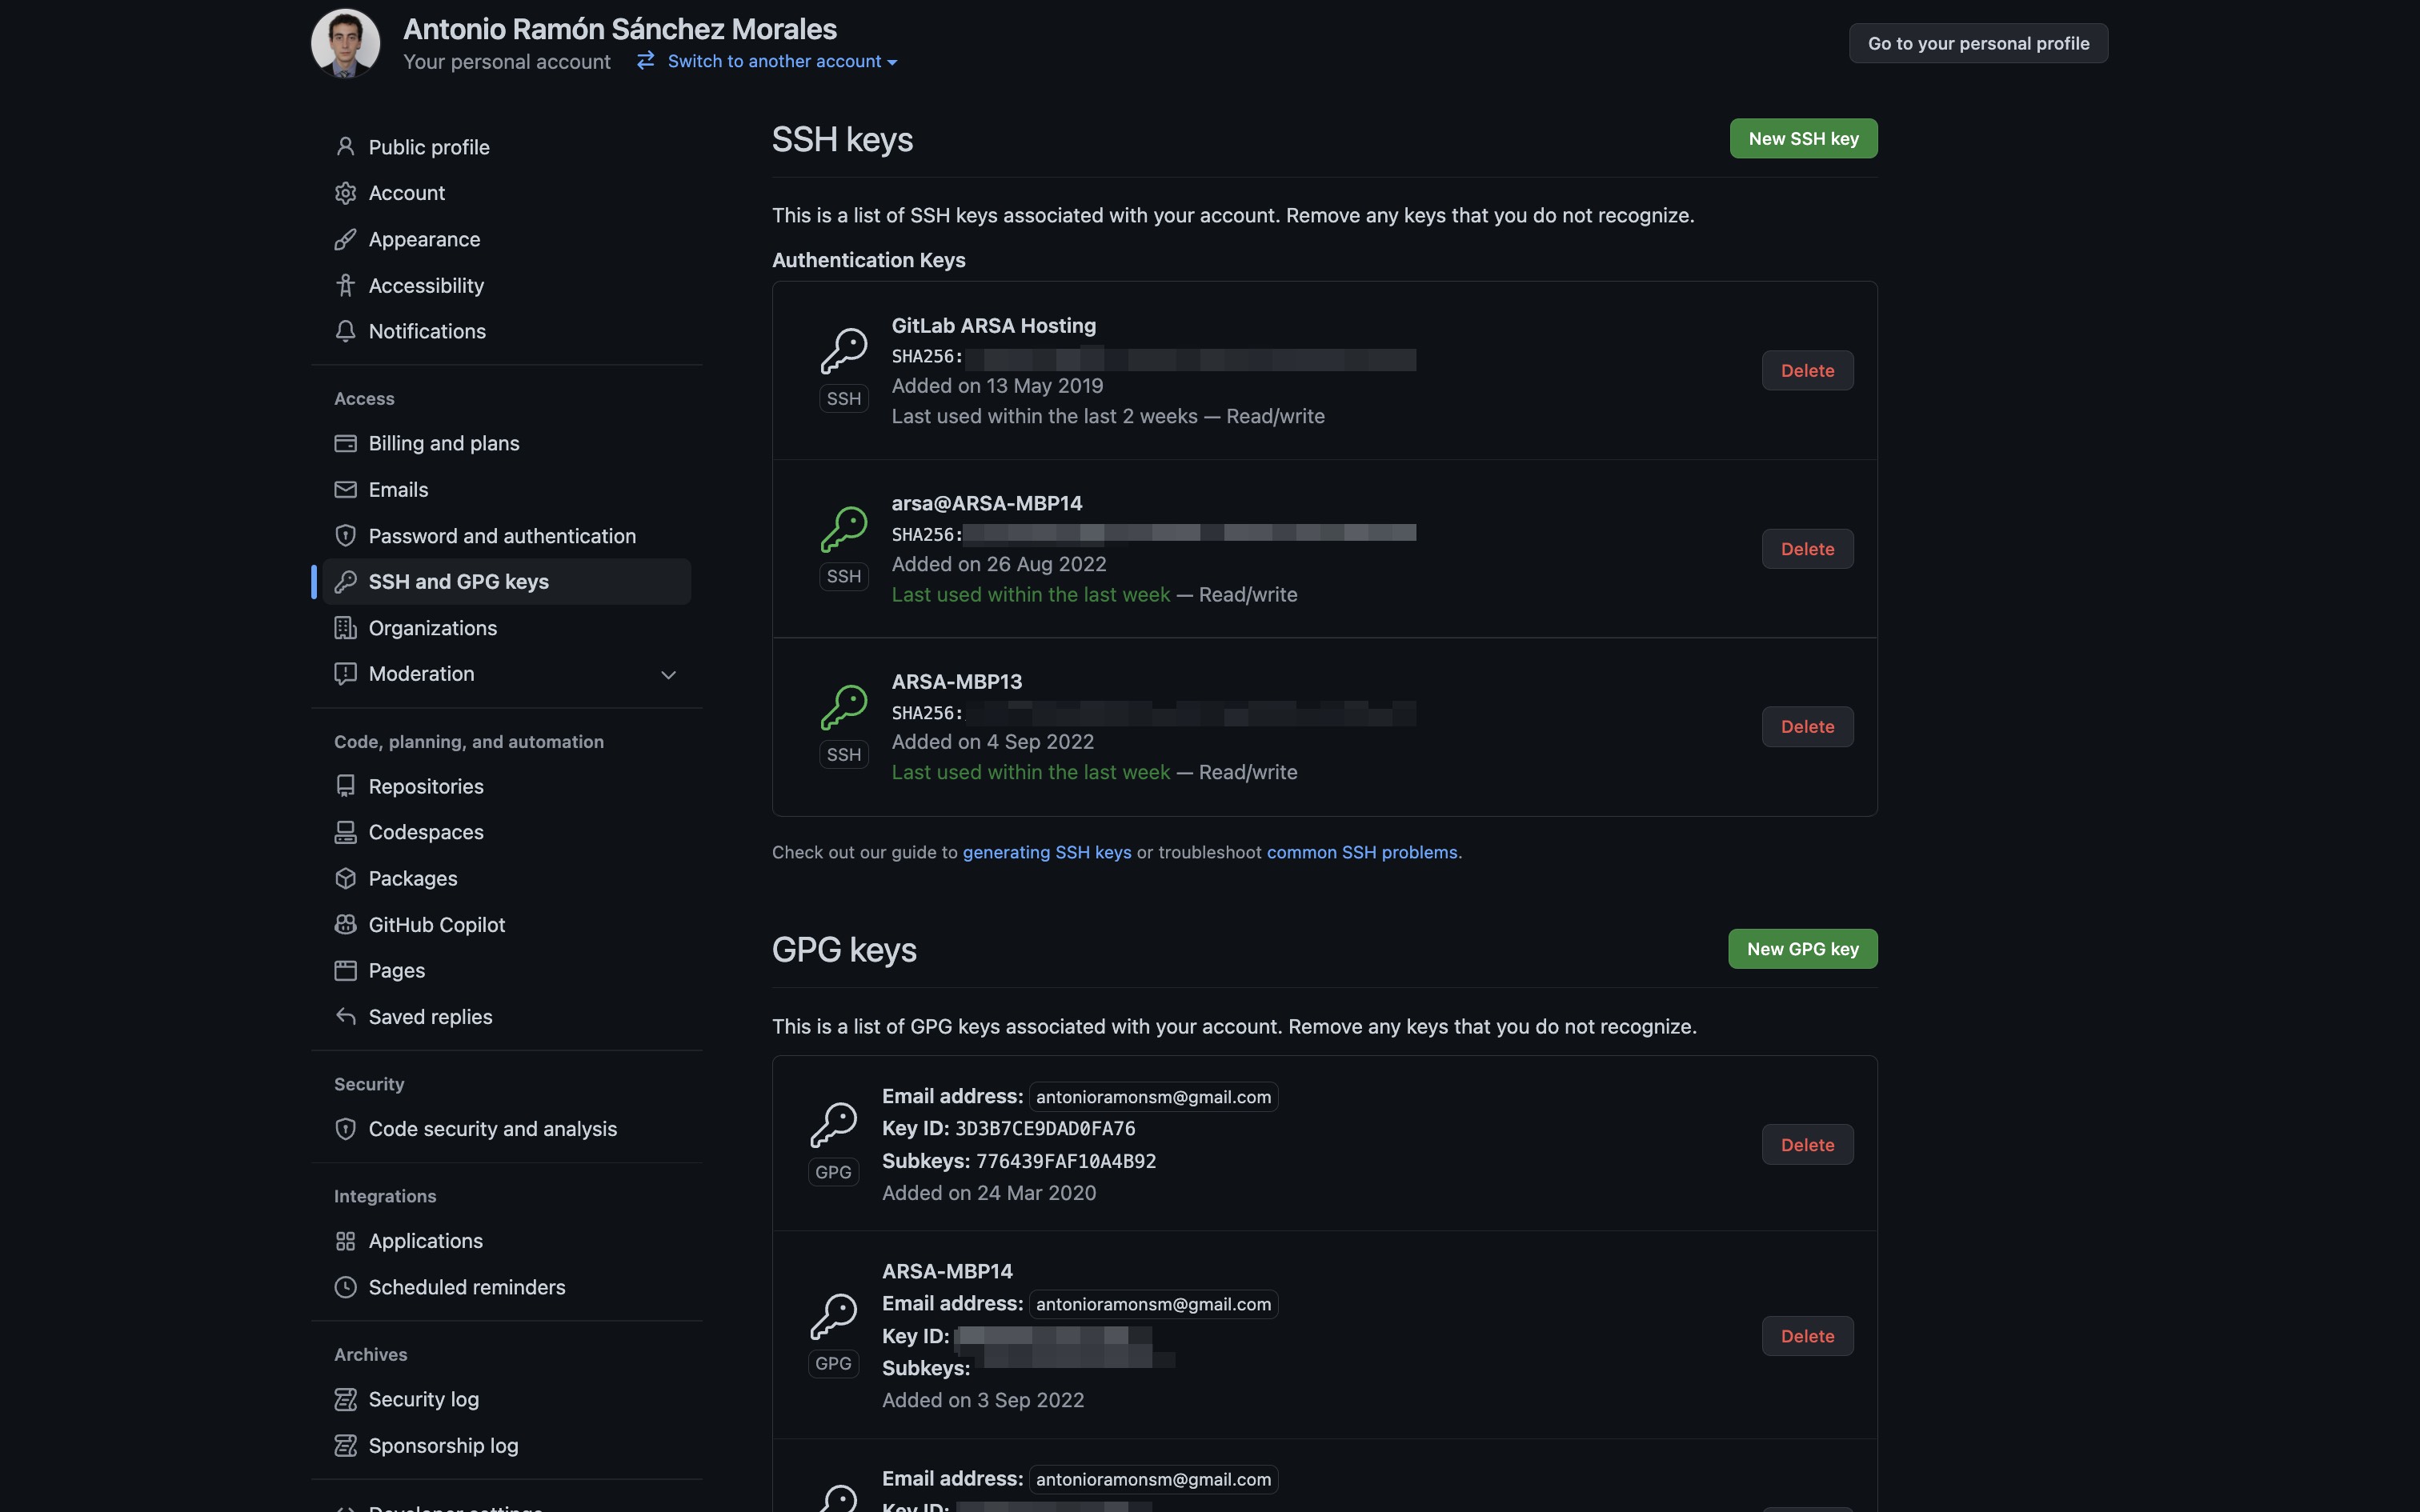 Antonio Ramón Sánchez Morales
Your personal account
Switch to another account
Go to your personal profile
Public profile
Account
Appearance
Accessibility
Notifications
Access
Billing and plans
Emails
Password and authentication
SSH and GPG keys
Organizations
Moderation
Code, planning, and automation
Repositories
Codespaces
Packages
GitHub Copilot
Pages
Saved replies
Security
Code security and analysis
Integrations
Applications
Scheduled reminders
Archives
Security log
Sponsorship log
Developer settings
SSH keys
New SSH key
This is a list of SSH keys associated with your account. Remove any keys that you do not recognize.
Authentication Keys
GitLab ARSA Hosting
SHA256:
Added on 13 May 2019
Last used within the last 2 weeks — Read/write
SSH
Delete
arsa@ARSA-MBP14
SHA256:
Added on 26 Aug 2022
Last used within the last week — Read/write
SSH
Delete
ARSA-MBP13
SHA256:
Added on 4 Sep 2022
Last used within the last week — Read/write
SSH
Delete
Check out our guide to generating SSH keys or troubleshoot common SSH problems.
GPG keys
New GPG key
This is a list of GPG keys associated with your account. Remove any keys that you do not recognize.
Email address: antonioramonsm@gmail.com
Key ID: 3D3B7CE9DAD0FA76
Subkeys: 776439FAF10A4B92
Added on 24 Mar 2020
GPG
Delete
ARSA-MBP14
Email address: antonioramonsm@gmail.com
Key ID:
Subkeys:
Added on 3 Sep 2022
GPG
Delete
Email address: antonioramonsm@gmail.com
Key ID: